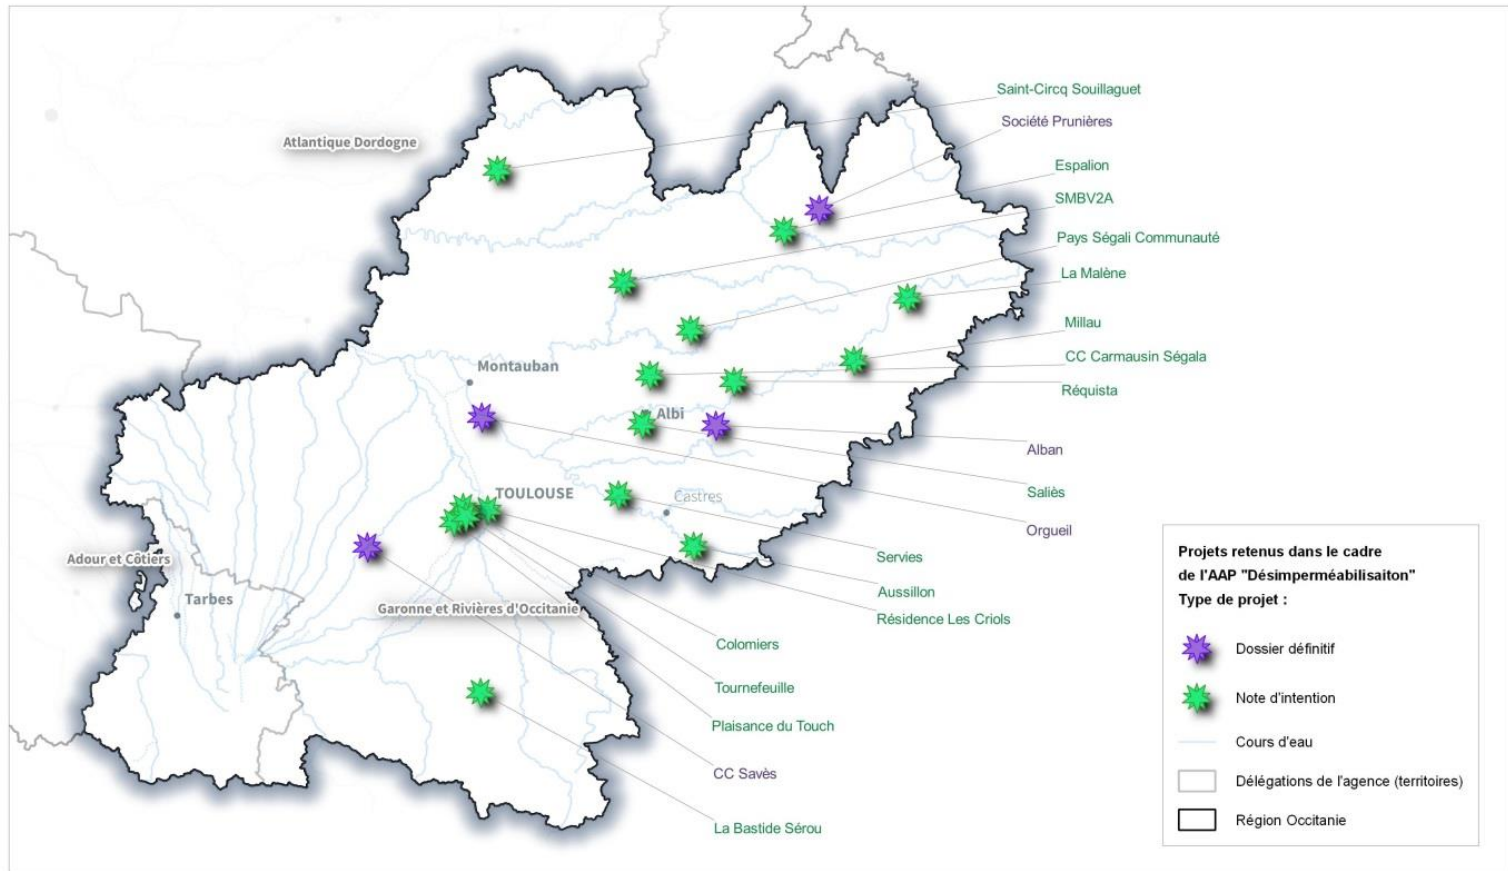 Saint-Circq Souillaguet
Société Prunières
Atlantique Dordogne
Espalion
SMBV2A
Pays Ségali Communauté
La Malène
Millau
CC Carmausin Ségala
Montauban
Réquista
Albi
Alban
Saliès
TOULOUSE
Castres
Orgueil
Servies
Adour et Côtiers
Aussillon
Tarbes
Garonne et Rivières d'Occitanie
Résidence Les Criols
Colomiers
Tournefeuille
Plaisance du Touch
CC Savès
La Bastide Sérou
Projets retenus dans le cadre
de l'AAP "Désimperméabilisaiton"
Type de projet :
Dossier définitif
Note d'intention
Cours d'eau
Délégations de l'agence (territoires)
Région Occitanie